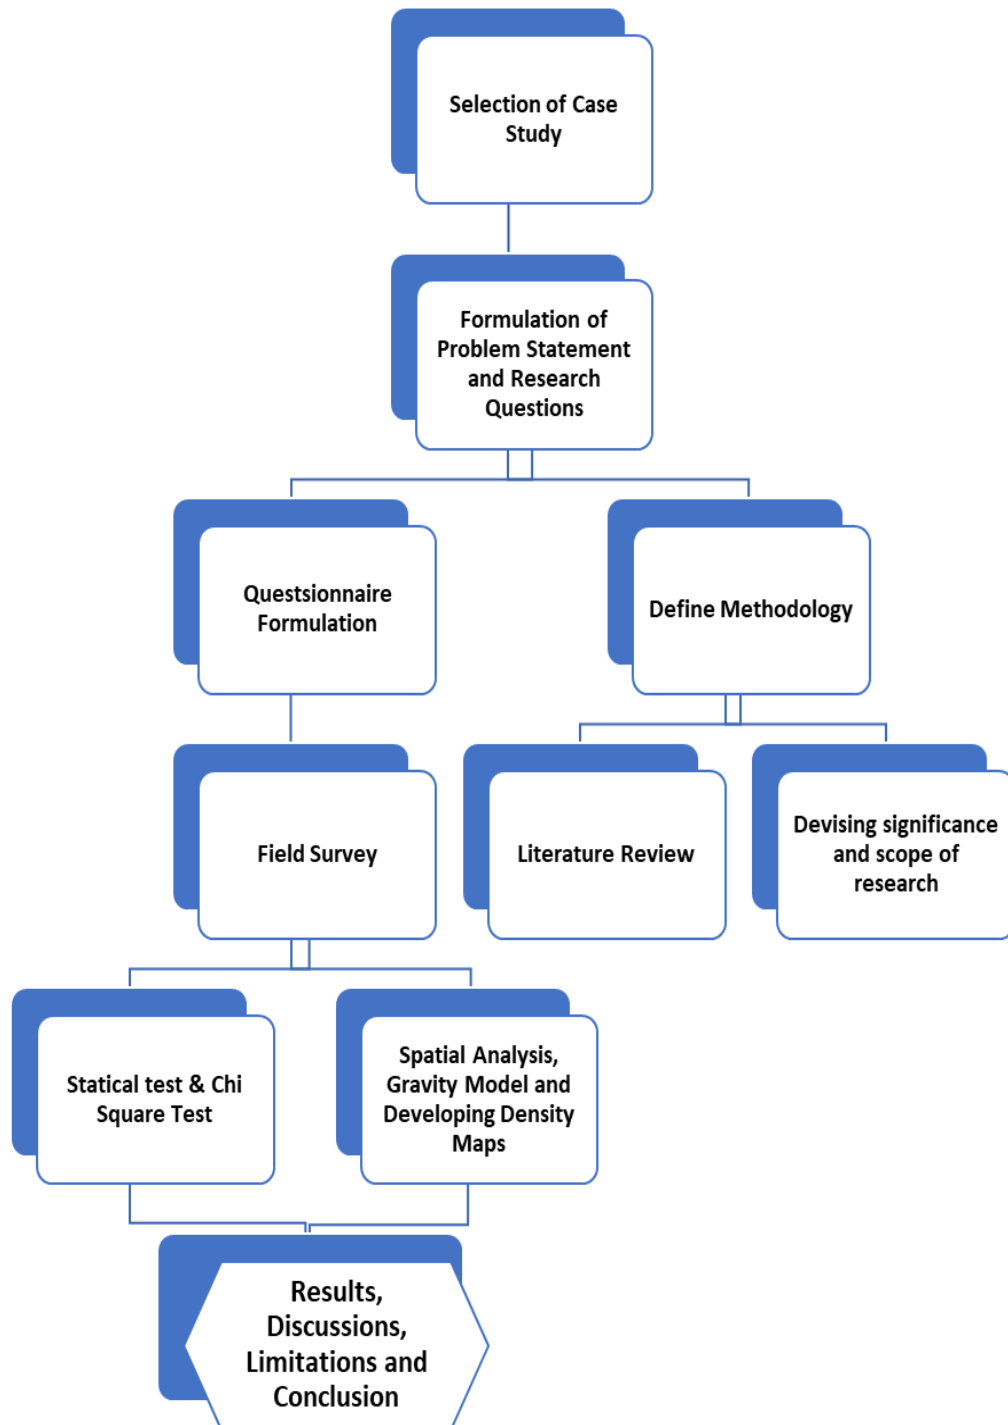 Selection of Case
Study
Formulation of
Problem Statement
and Research
Questions
Questsionnaire
Formulation
Define Methodology
Field Survey
Literature Review
Devising significance
and scope of
research
Statical test & Chi
Square Test
Spatial Analysis,
Gravity Model and
Developing Density
Maps
Results,
Discussions,
Limitations and
Conclusion